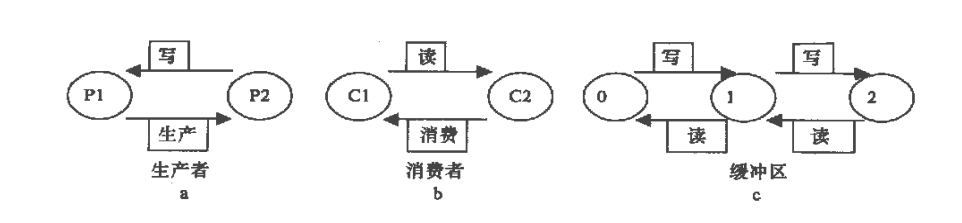 写 读 写 写
P1 P2 C1 C2 0 1 2
生产 消费 读 读
生产者 消费者 缓冲区
a b c